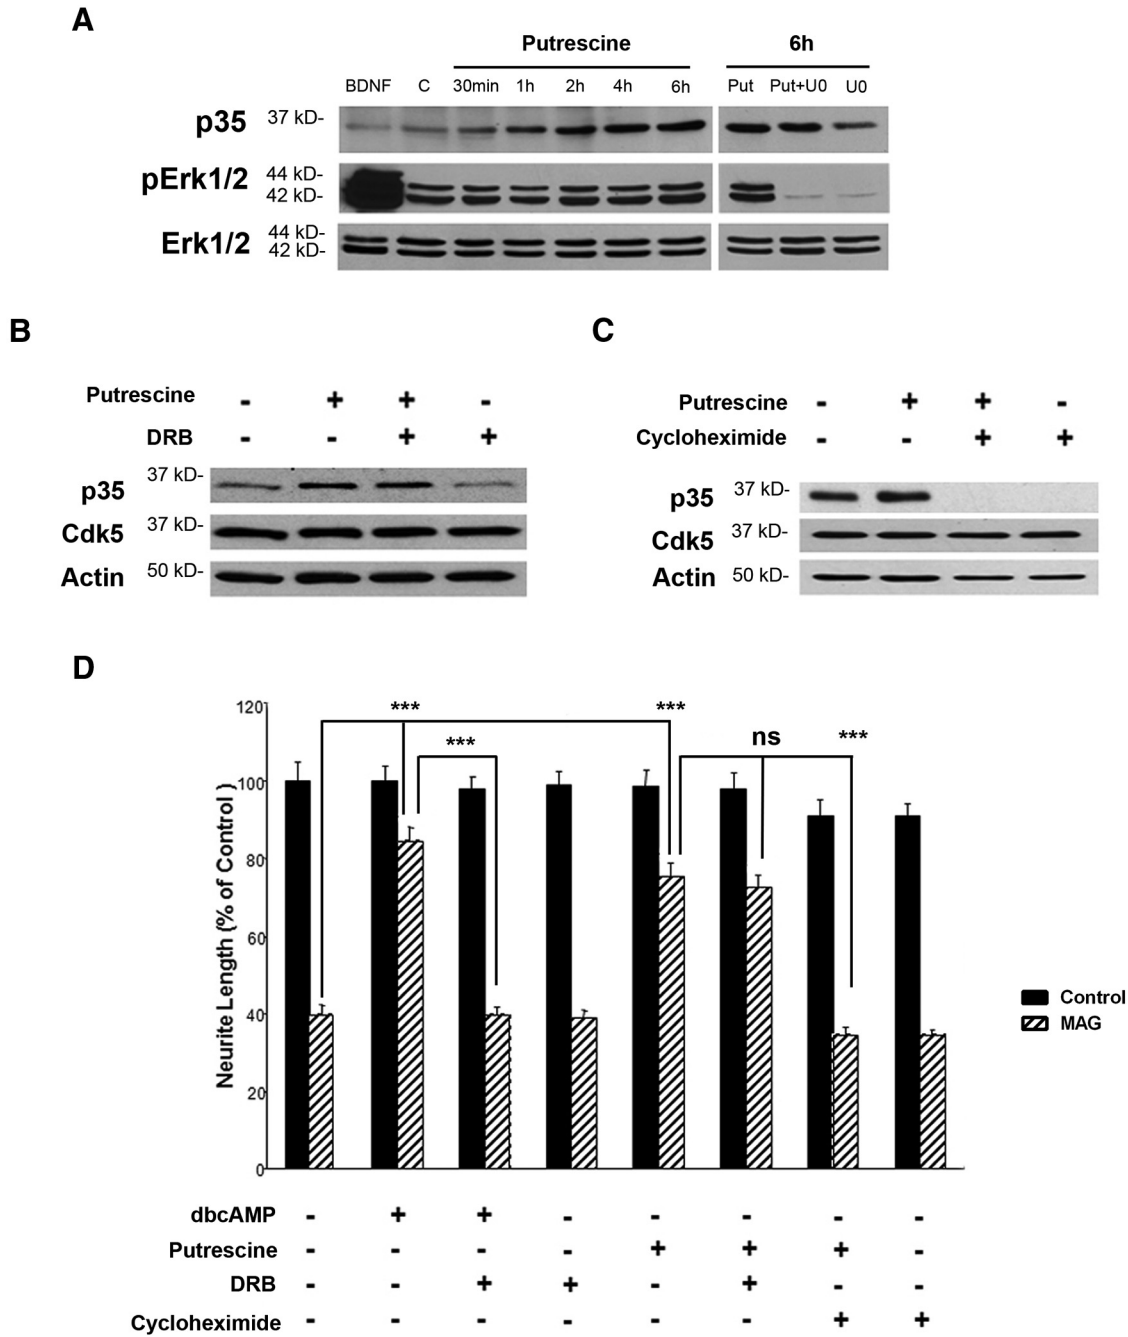 A
Putrescine 6h
BDNF C 30min 1h 2h 4h 6h Put Put+U0 U0
p35 37 kD-
pErk1/2 44 kD-
42 kD-
Erk1/2 44 kD-
42 kD-
B
Putrescine - + + -
DRB - - + +
p35 37 kD-
Cdk5 37 kD-
Actin 50 kD-
C
Putrescine - + + -
Cycloheximide - - + +
p35 37 kD-
Cdk5 37 kD-
Actin 50 kD-
D
Neurite Length (% of Control )
120
100
80
60
40
20
0
*** *** *** ns ***
Control
MAG
dbcAMP - + + - - - - -
Putrescine - - - - + + + -
DRB - - + + - + - -
Cycloheximide - - - - - - + +